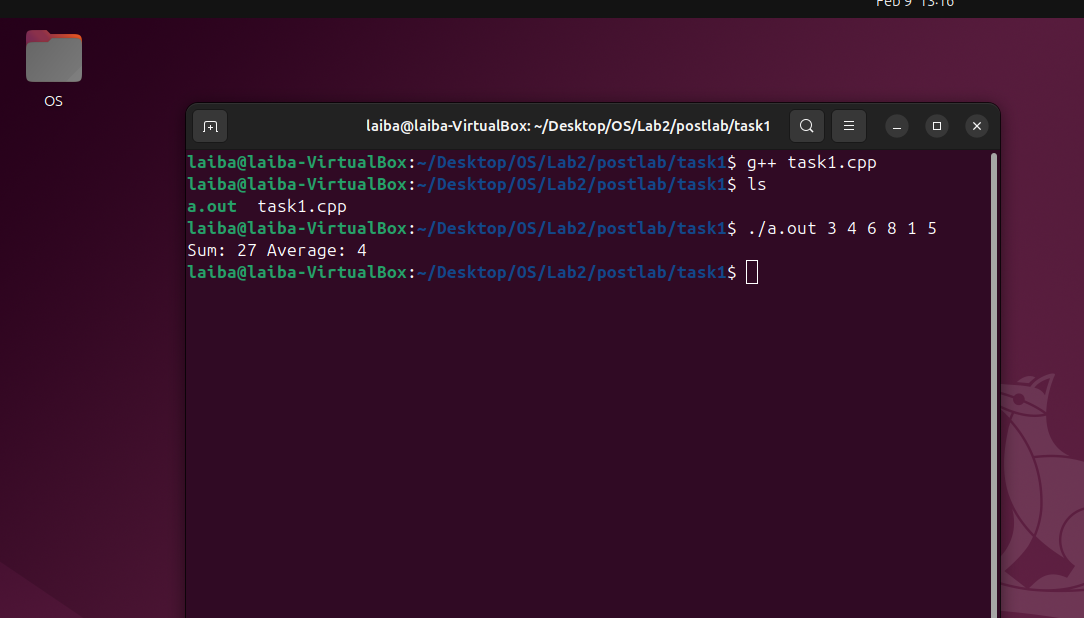 Feb 9 13:16
OS
laiba@laiba-VirtualBox: ~/Desktop/OS/Lab2/postlab/task1
laiba@laiba-VirtualBox:~/Desktop/OS/Lab2/postlab/task1$ g++ task1.cpp
laiba@laiba-VirtualBox:~/Desktop/OS/Lab2/postlab/task1$ ls
a.out  task1.cpp
laiba@laiba-VirtualBox:~/Desktop/OS/Lab2/postlab/task1$ ./a.out 3 4 6 8 1 5
Sum: 27 Average: 4
laiba@laiba-VirtualBox:~/Desktop/OS/Lab2/postlab/task1$